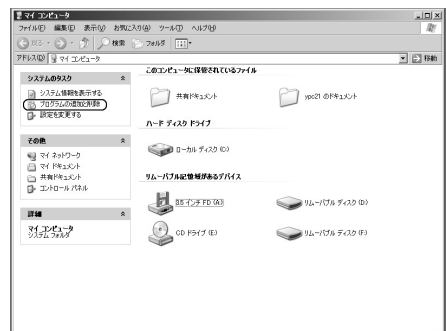 マイ コンピュータ
ファイル(F) 編集(E) 表示(V) お気に入り(A) ツール(T) ヘルプ(H)
戻る 検索 フォルダ
アドレス(D) マイ コンピュータ 移動
システムのタスク
システム情報を表示する
プログラムの追加と削除
設定を変更する
その他
マイ ネットワーク
マイ ドキュメント
共有ドキュメント
コントロール パネル
詳細
マイ コンピュータ
システム フォルダ
このコンピュータに保管されているファイル
共有ドキュメント
ypc21 のドキュメント
ハード ディスク ドライブ
ローカル ディスク (C:)
リムーバブル記憶域があるデバイス
3.5 インチ FD (A:)
リムーバブル ディスク (D:)
CD ドライブ (E:)
リムーバブル ディスク (F:)